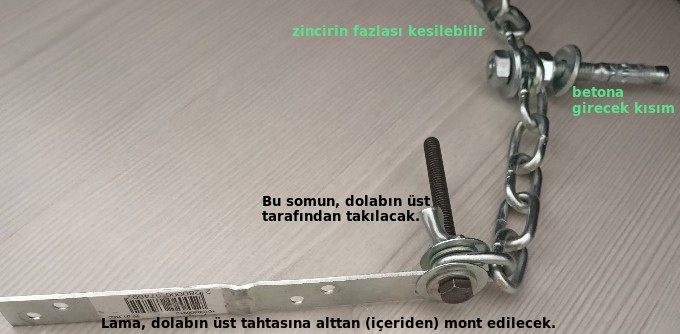 zincirin fazlası kesilebilir
betona
girecek kısım
Bu somun, dolabın üst
tarafından takılacak.
Lama, dolabın üst tahtasına alttan (içeriden) mont edilecek.